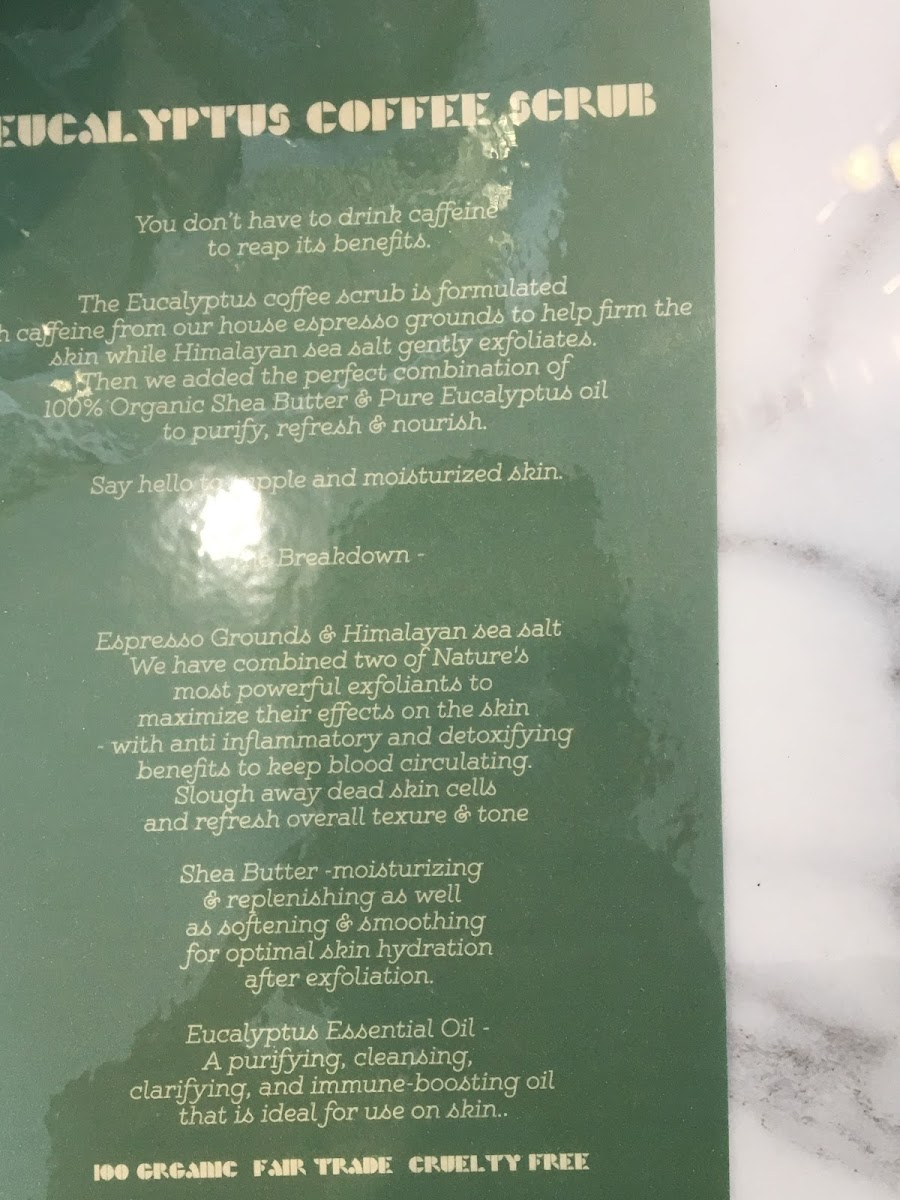 EUCALYPTUS COFFEE SCRUB
You don't have to drink caffeine
to reap its benefits.
The Eucalyptus coffee scrub is formulated
caffeine from our house espresso grounds to help firm the
skin while Himalayan sea salt gently exfoliates.
Then we added the perfect combination of
100% Organic Shea Butter & Pure Eucalyptus oil
to purify, refresh & nourish.
Say hello to supple and moisturized skin.
Breakdown -
Espresso Grounds & Himalayan sea salt
We have combined two of Nature's
most powerful exfoliants to
maximize their effects on the skin
- with anti inflammatory and detoxifying
benefits to keep blood circulating.
Slough away dead skin cells
and refresh overall texure & tone
Shea Butter -moisturizing
& replenishing as well
as softening & smoothing
for optimal skin hydration
after exfoliation.
Eucalyptus Essential Oil -
A purifying, cleansing,
clarifying, and immune-boosting oil
that is ideal for use on skin..
100 GRGANIC FAIR TRADE CRUELTY FREE